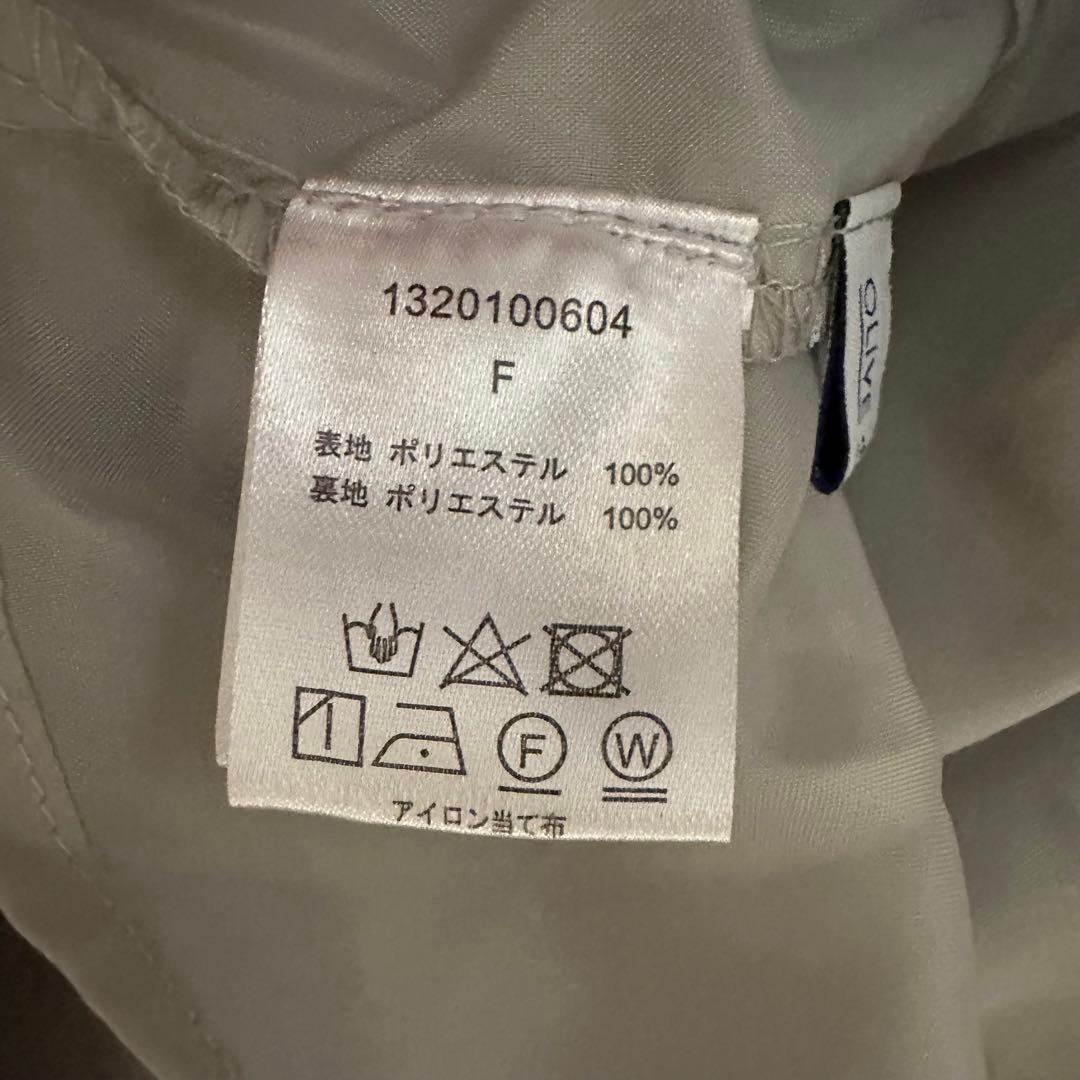 1320100604
F
表地 ポリエステル 100%
裏地 ポリエステル 100%
F W
アイロン当て布
OLIVE